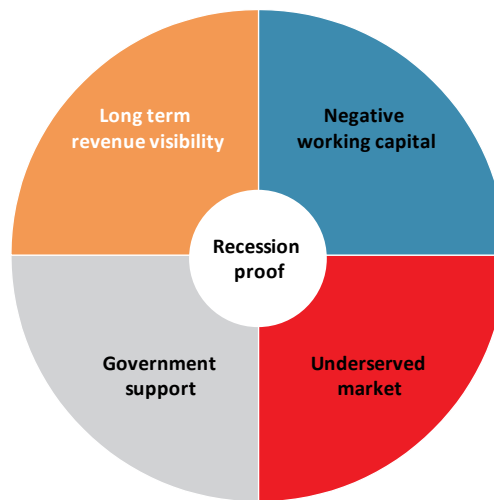 Long term
revenue visibility
Negative
working capital
Recession
proof
Government
support
Underserved
market